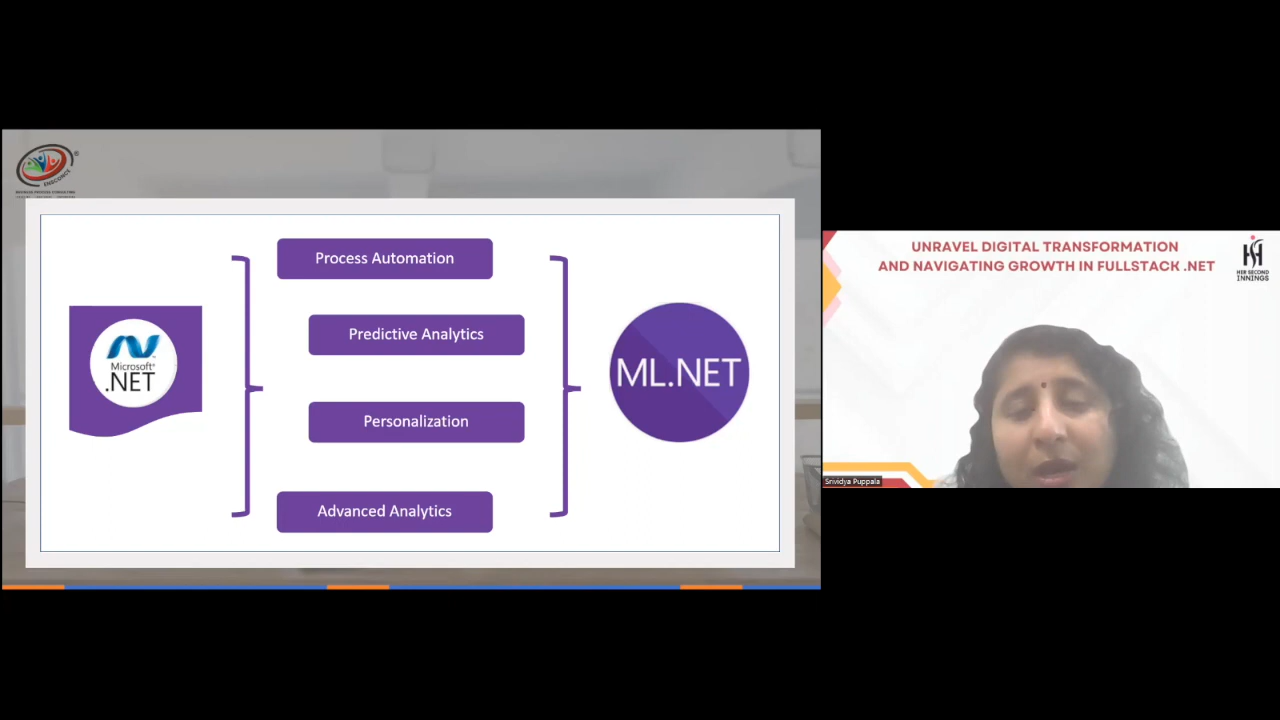 ENSCONCE
®
Process Automation
Predictive Analytics
Microsoft®
.NET
ML.NET
Personalization
Advanced Analytics
UNRAVEL DIGITAL TRANSFORMATION
AND NAVIGATING GROWTH IN FULLSTACK .NET
HER SECOND
INNINGS
Srividya Puppala